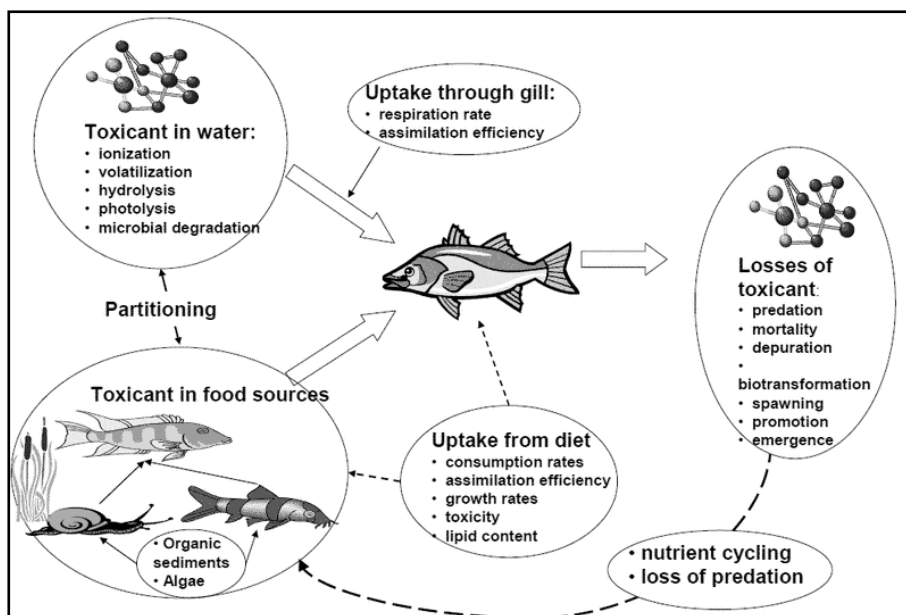 Toxicant in water:
• ionization
• volatilization
• hydrolysis
• photolysis
• microbial degradation
Uptake through gill:
• respiration rate
• assimilation efficiency
Losses of
toxicant:
• predation
• mortality
• depuration
•
biotransformation
• spawning
• promotion
• emergence
Partitioning
Toxicant in food sources
• Organic
sediments
• Algae
Uptake from diet
• consumption rates
• assimilation efficiency
• growth rates
• toxicity
• lipid content
• nutrient cycling
• loss of predation